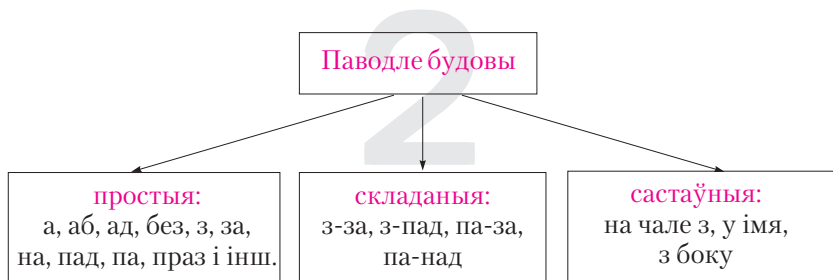 2
Паводле будовы
простыя:
а, аб, ад, без, з, за,
на, пад, па, праз і інш.
складаныя:
з-за, з-пад, па-за,
па-над
састаўныя:
на чале з, у імя,
з боку